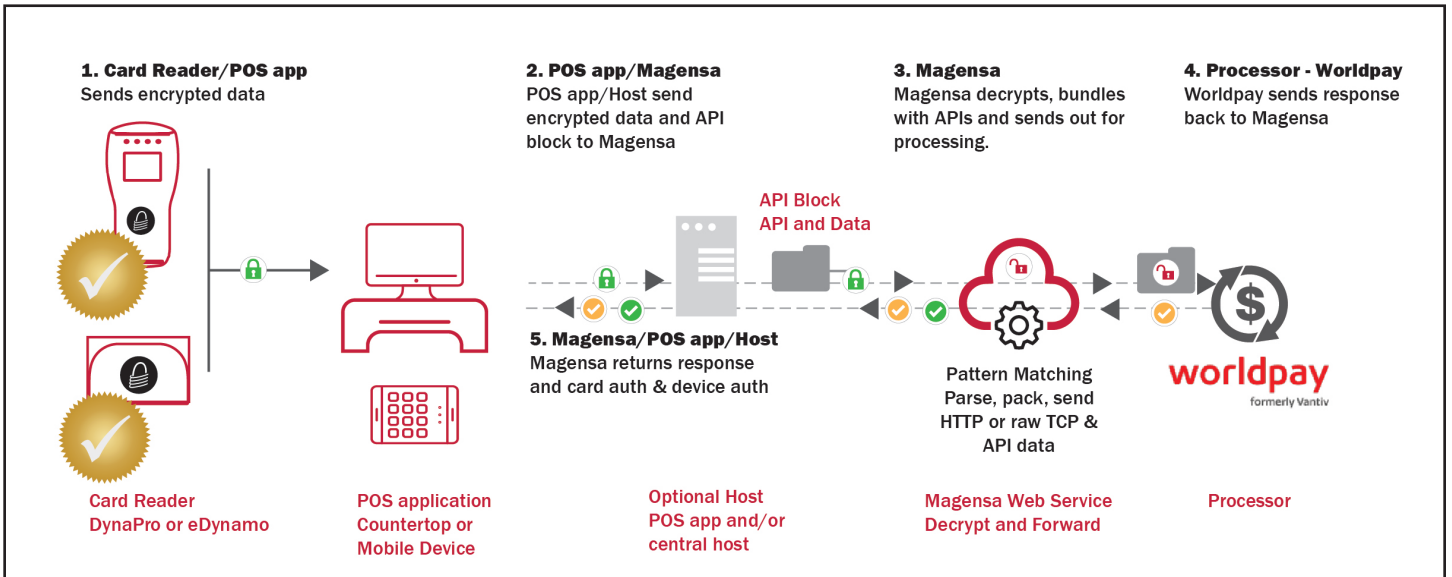 1. Card Reader/POS app
Sends encrypted data
2. POS app/Magensa
POS app/Host send
encrypted data and API
block to Magensa
3. Magensa
Magensa decrypts, bundles
with APIs and sends out for
processing.
4. Processor - Worldpay
Worldpay sends response
back to Magensa
API Block
API and Data
$
5. Magensa/POS app/Host
Magensa returns response
and card auth & device auth
Pattern Matching
Parse, pack, send
HTTP or raw TCP &
API data
worldpay
formerly Vantiv
Card Reader
DynaPro or eDynamo
POS application
Countertop or
Mobile Device
Optional Host
POS app and/or
central host
Magensa Web Service
Decrypt and Forward
Processor